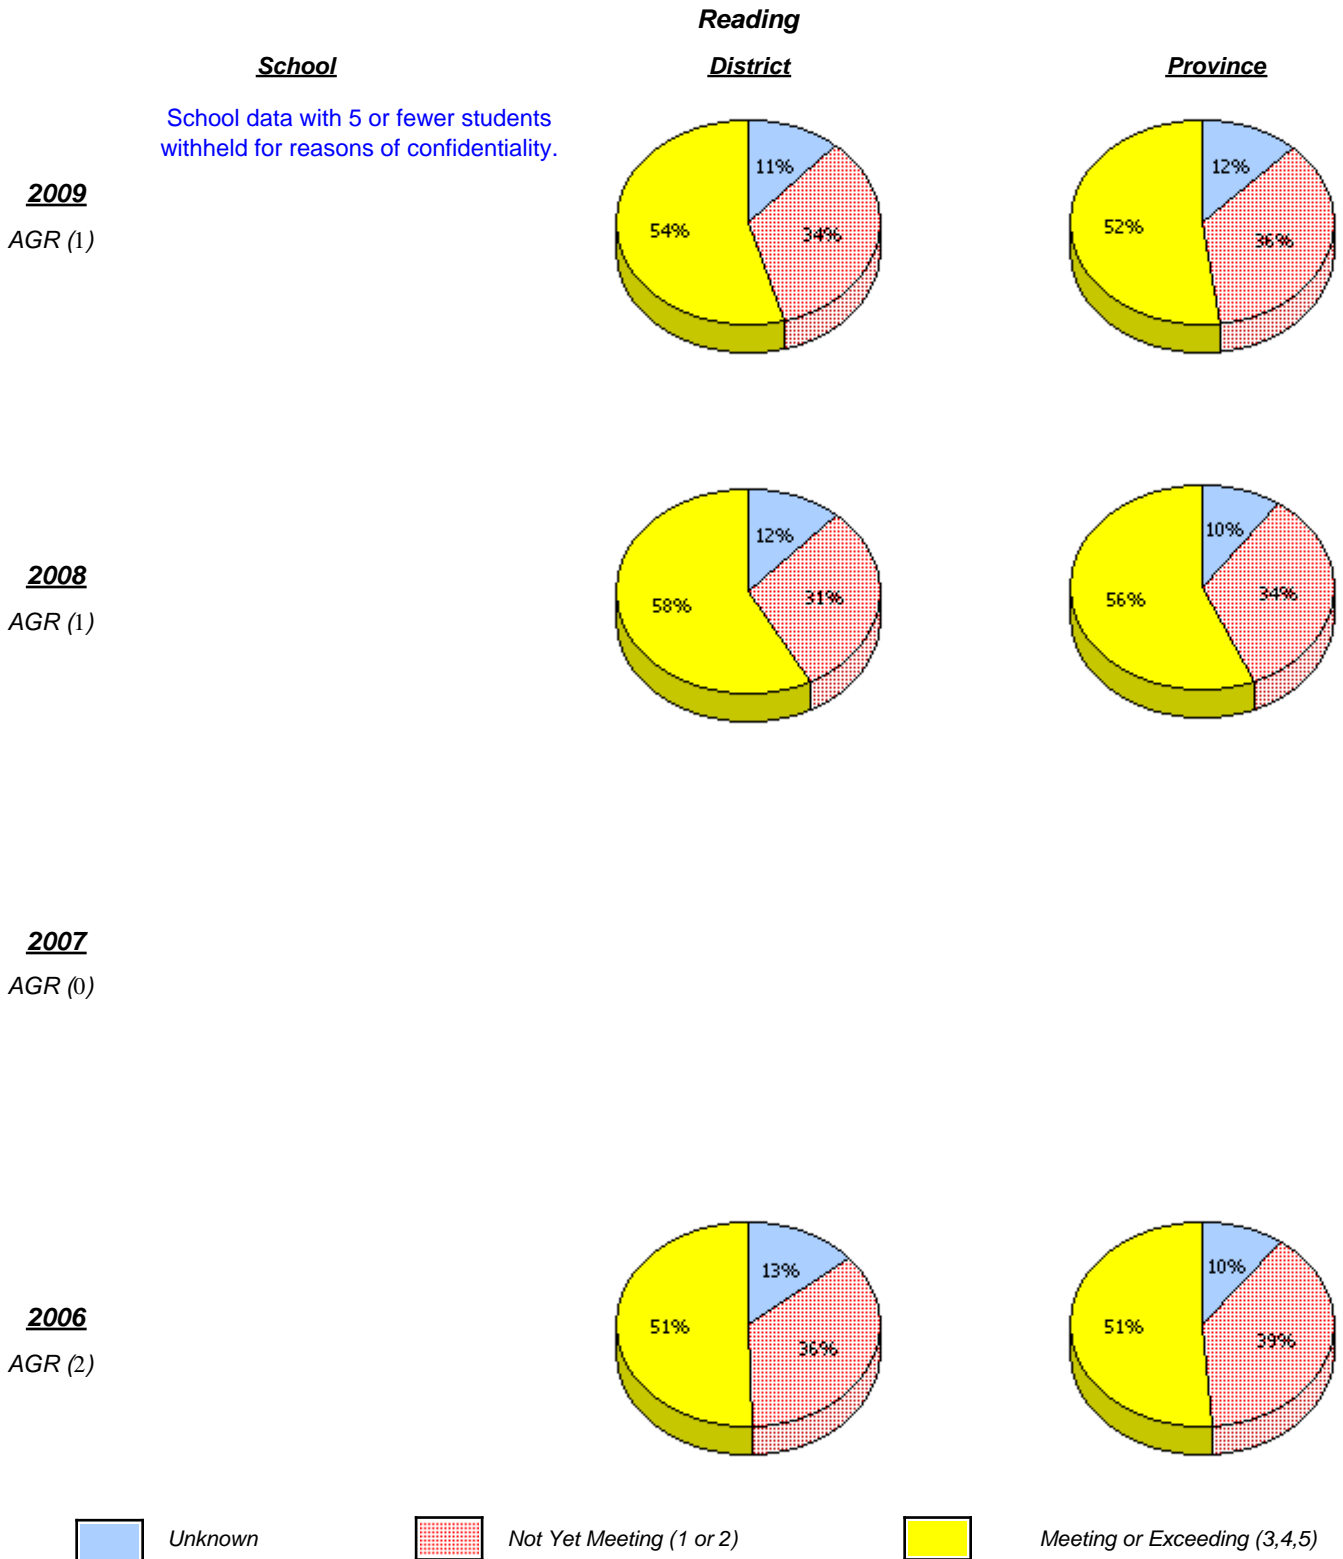 Reading
School District Province
School data with 5 or fewer students
withheld for reasons of confidentiality.
11% 12%
2009
54% 34% 52% 36%
AGR (1)
12% 10%
2008
58% 31% 56% 34%
AGR (1)
2007
AGR (0)
13% 10%
2006
51% 36% 51% 39%
AGR (2)
Unknown Not Yet Meeting (1 or 2) Meeting or Exceeding (3,4,5)